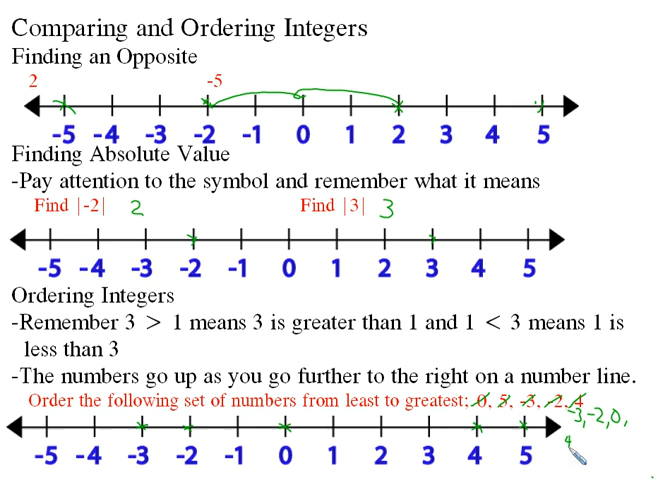 Comparing and Ordering Integers
Finding an Opposite
2 -5
-5 -4 -3 -2 -1 0 1 2 3 4 5
Finding Absolute Value
-Pay attention to the symbol and remember what it means
Find |-2| 2 Find |3| 3
-5 -4 -3 -2 -1 0 1 2 3 4 5
Ordering Integers
-Remember 3 > 1 means 3 is greater than 1 and 1 < 3 means 1 is
less than 3
-The numbers go up as you go further to the right on a number line.
Order the following set of numbers from least to greatest: 0, 5, -3, -2, 4
-3, -2, 0,
4
-5 -4 -3 -2 -1 0 1 2 3 4 5